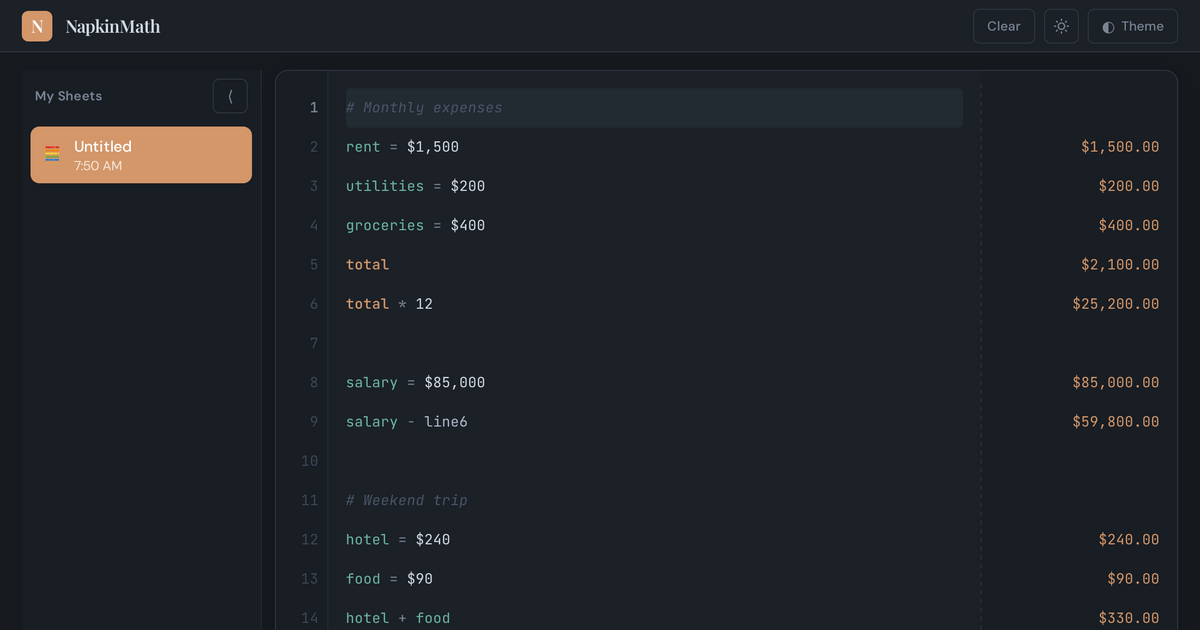 N NapkinMath Clear Theme
My Sheets ⟨
Untitled
7:50 AM
1 # Monthly expenses
2 rent = $1,500 $1,500.00
3 utilities = $200 $200.00
4 groceries = $400 $400.00
5 total $2,100.00
6 total * 12 $25,200.00
7
8 salary = $85,000 $85,000.00
9 salary - line6 $59,800.00
10
11 # Weekend trip
12 hotel = $240 $240.00
13 food = $90 $90.00
14 hotel + food $330.00